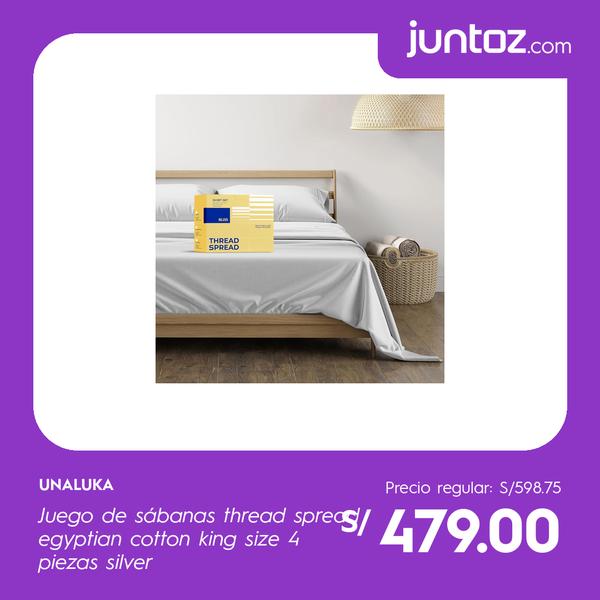 juntoz.com
BLISS
THREAD
SPREAD
UNALUKA
Precio regular: S/598.75
Juego de sábanas thread spread
egyptian cotton king size 4
piezas silver
S/ 479.00